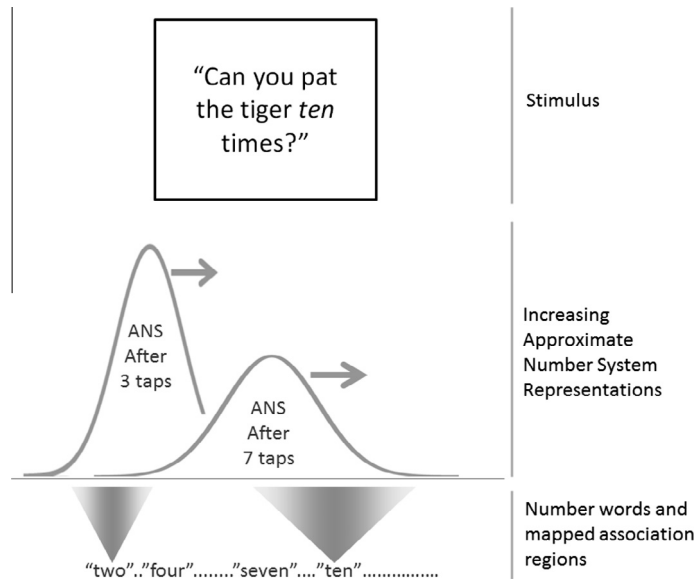 “Can you pat
the tiger ten
times?”
Stimulus
ANS
After
3 taps
ANS
After
7 taps
Increasing
Approximate
Number System
Representations
Number words and
mapped association
regions
“two”..”four”........”seven”....”ten”................